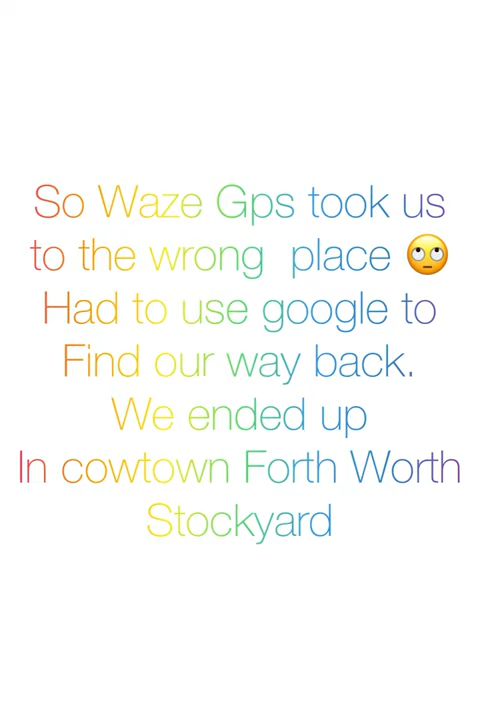 So Waze Gps took us
to the wrong  place 🙄
Had to use google to
Find our way back.
We ended up
In cowtown Forth Worth
Stockyard